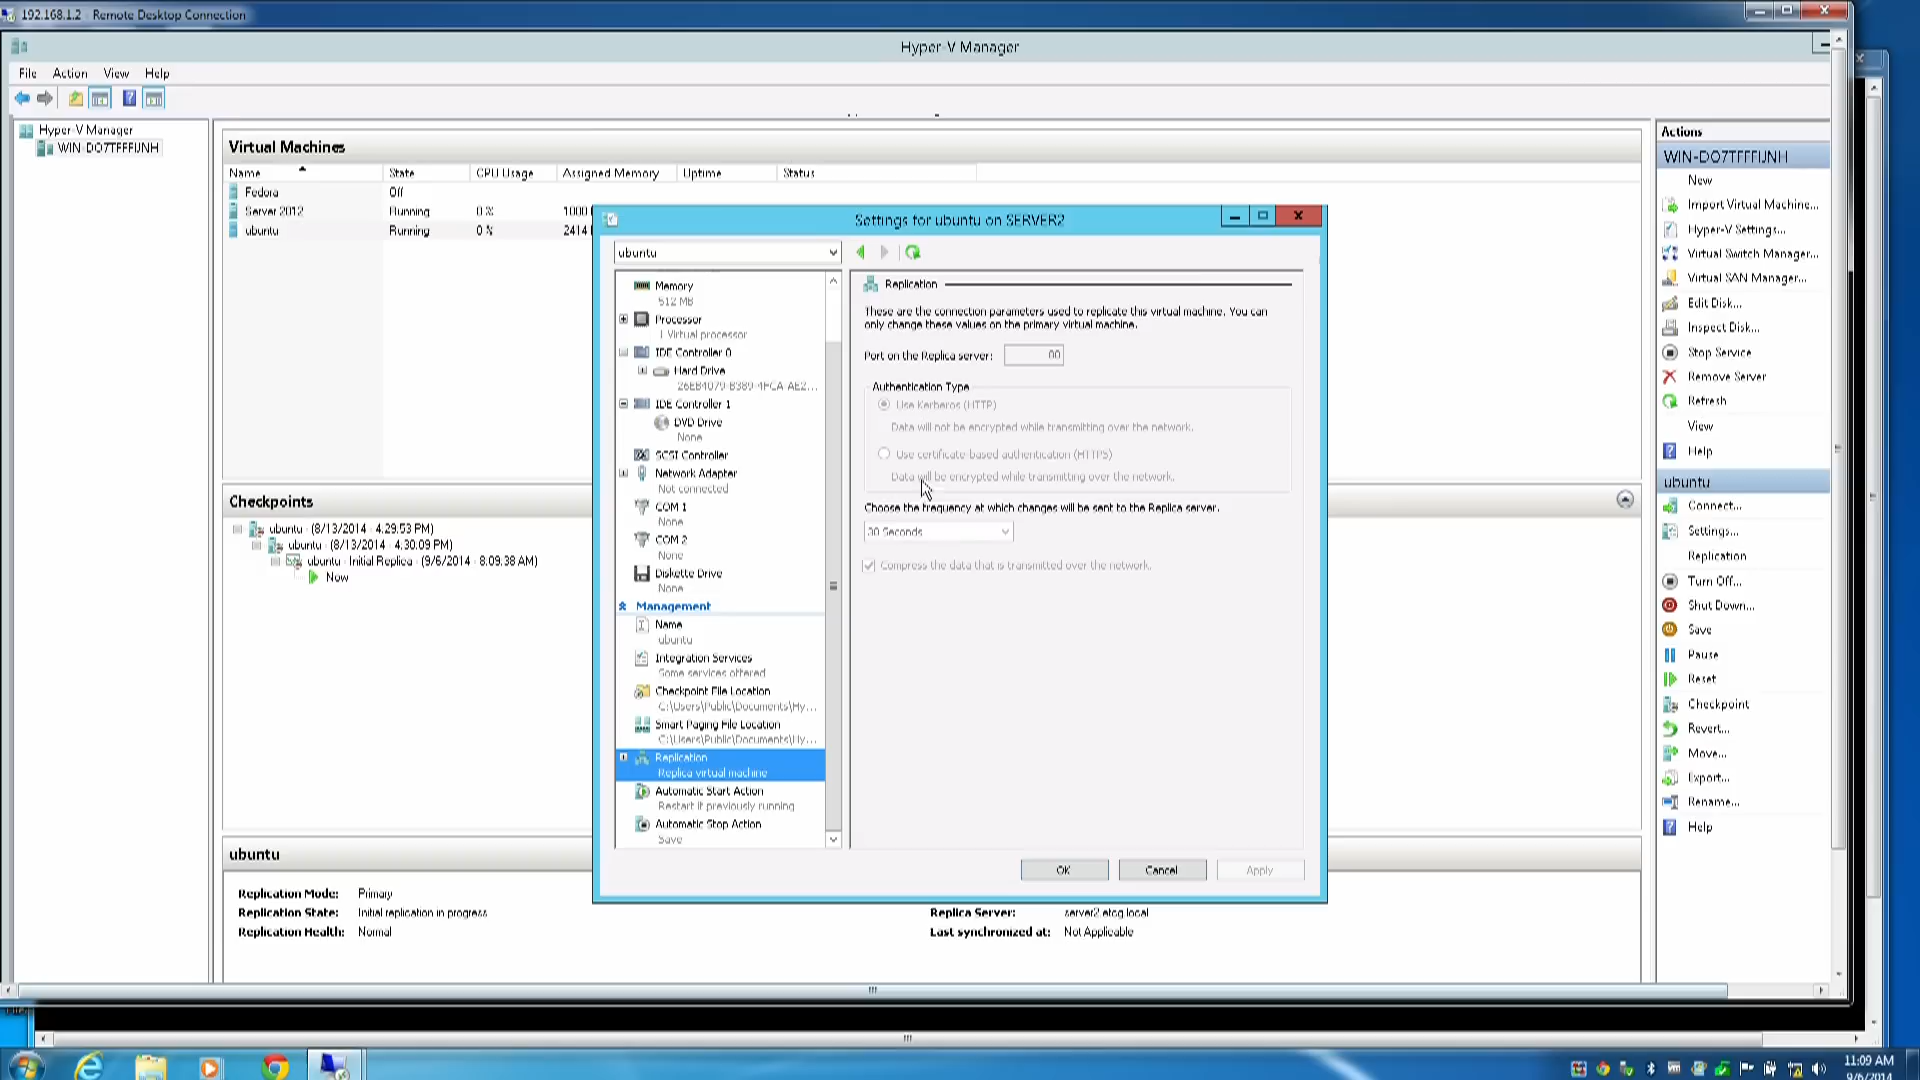 192.168.1.2 - Remote Desktop Connection
Hyper-V Manager
File Action View Help
Hyper-V Manager
WIN-DO7TFFFIJNH
Virtual Machines
Name State CPU Usage Assigned Memory Uptime Status
Fedora Off
Server 2012 Running 0 % 1000
ubuntu Running 0 % 2414
Checkpoints
ubuntu - (8/13/2014 - 4:29:53 PM)
ubuntu - (8/13/2014 - 4:30:09 PM)
ubuntu - Initial Replica - (9/6/2014 - 8:09:38 AM)
Now
ubuntu
Replication Mode: Primary
Replication State: Initial replication in progress
Replication Health: Normal
Replica Server: server2.etcg.local
Last synchronized at: Not Applicable
Settings for ubuntu on SERVER2
ubuntu
Memory
512 MB
Processor
1 Virtual processor
IDE Controller 0
Hard Drive
26EB4079-B389-4FCA-AE2...
IDE Controller 1
DVD Drive
None
SCSI Controller
Network Adapter
Not connected
COM 1
None
COM 2
None
Diskette Drive
None
Management
Name
ubuntu
Integration Services
Some services offered
Checkpoint File Location
C:\Users\Public\Documents\Hy...
Smart Paging File Location
C:\Users\Public\Documents\Hy...
Replication
Replica virtual machine
Automatic Start Action
Restart if previously running
Automatic Stop Action
Save
Replication
These are the connection parameters used to replicate this virtual machine. You can
only change these values on the primary virtual machine.
Port on the Replica server:
Authentication Type
Use Kerberos (HTTP)
Data will not be encrypted while transmitting over the network.
Use certificate-based authentication (HTTPS)
Data will be encrypted while transmitting over the network.
Choose the frequency at which changes will be sent to the Replica server.
30 Seconds
Compress the data that is transmitted over the network.
OK Cancel Apply
Actions
WIN-DO7TFFFIJNH
New
Import Virtual Machine...
Hyper-V Settings...
Virtual Switch Manager...
Virtual SAN Manager...
Edit Disk...
Inspect Disk...
Stop Service
Remove Server
Refresh
View
Help
ubuntu
Connect...
Settings...
Replication
Turn Off...
Shut Down...
Save
Pause
Reset
Checkpoint
Revert...
Move...
Export...
Rename...
Help
11:09 AM
9/6/2014